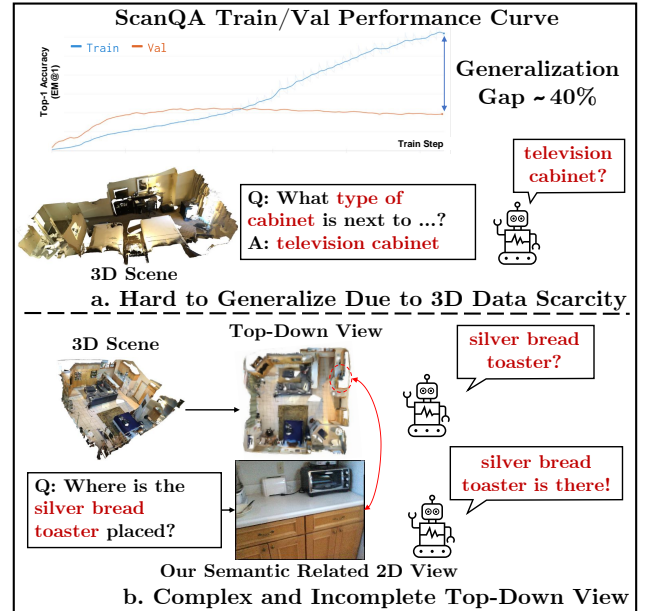 ScanQA Train/Val Performance Curve
Train
Val
Top-1 Accuracy
(EM@1)
Train Step
Generalization
Gap ~40%
television
cabinet?
Q: What type of
cabinet is next to ...?
A: television cabinet
3D Scene
a. Hard to Generalize Due to 3D Data Scarcity
Top-Down View
3D Scene
silver bread
toaster?
Q: Where is the
silver bread
toaster placed?
silver bread
toaster is there!
Our Semantic Related 2D View
b. Complex and Incomplete Top-Down View